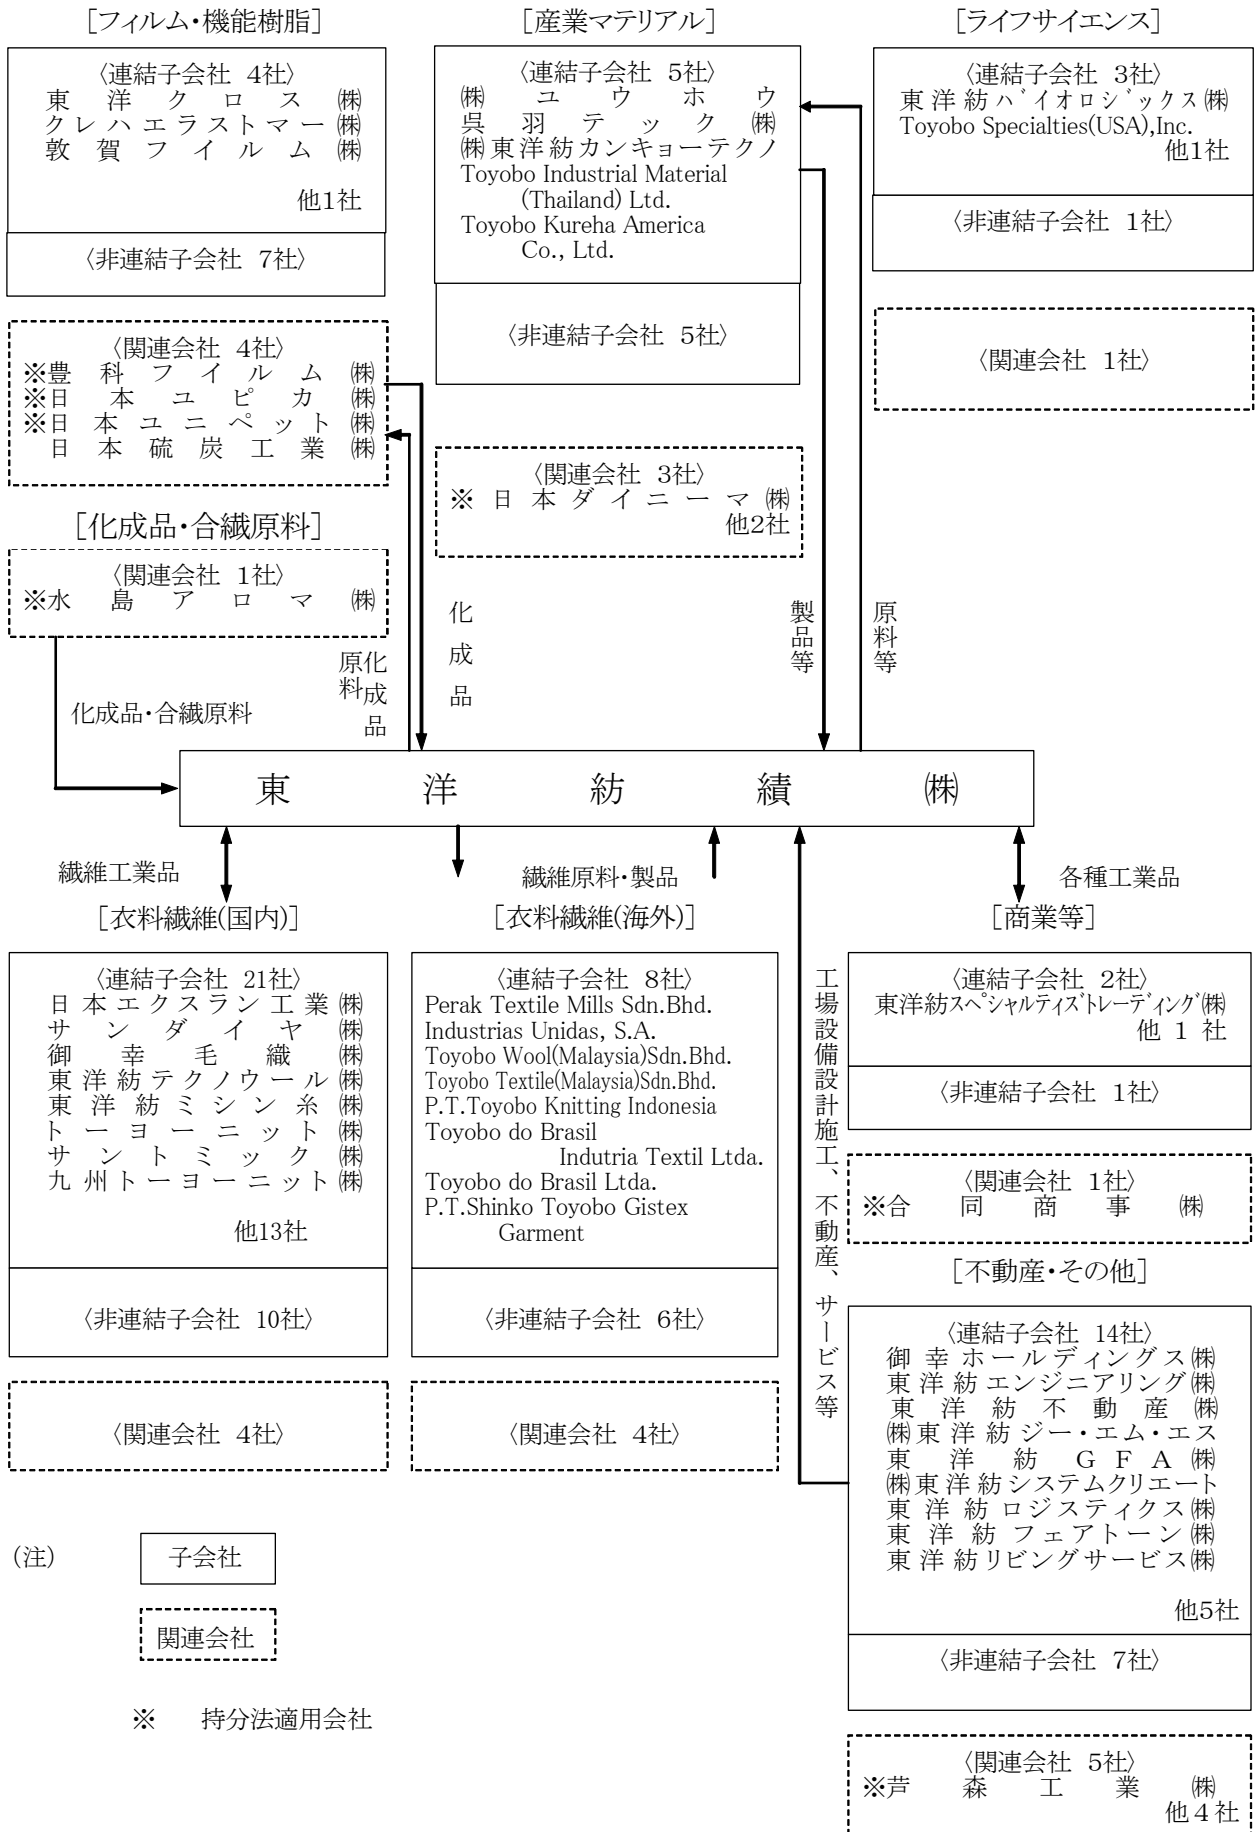 [フィルム・機能樹脂]
〈連結子会社 4社〉
東洋クロス㈱
クレハエラストマー㈱
敦賀フイルム㈱
他1社
〈非連結子会社 7社〉
〈関連会社 4社〉
※豊科フイルム㈱
※日本ユピカ㈱
※日本ユニペット㈱
日本硫炭工業㈱
[化成品・合繊原料]
〈関連会社 1社〉
※水島アロマ㈱
[産業マテリアル]
〈連結子会社 5社〉
㈱ユウホウ
呉羽テック㈱
㈱東洋紡カンキョーテクノ
Toyobo Industrial Material
(Thailand) Ltd.
Toyobo Kureha America
Co., Ltd.
〈非連結子会社 5社〉
〈関連会社 3社〉
※日本ダイニーマ㈱
他2社
[ライフサイエンス]
〈連結子会社 3社〉
東洋紡バイオロジックス㈱
Toyobo Specialties(USA),Inc.
他1社
〈非連結子会社 1社〉
〈関連会社 1社〉
化成品・合繊原料
化成品
原料
化成品
製品等
原料等
東洋紡績㈱
繊維工業品
繊維原料・製品
各種工業品
[衣料繊維(国内)]
〈連結子会社 21社〉
日本エクスラン工業㈱
サンダイヤ㈱
御幸毛織㈱
東洋紡テクノウール㈱
東洋紡ミシン糸㈱
トーヨーニット㈱
サントミック㈱
九州トーヨーニット㈱
他13社
〈非連結子会社 10社〉
〈関連会社 4社〉
[衣料繊維(海外)]
〈連結子会社 8社〉
Perak Textile Mills Sdn.Bhd.
Industrias Unidas, S.A.
Toyobo Wool(Malaysia)Sdn.Bhd.
Toyobo Textile(Malaysia)Sdn.Bhd.
P.T.Toyobo Knitting Indonesia
Toyobo do Brasil
Indutria Textil Ltda.
Toyobo do Brasil Ltda.
P.T.Shinko Toyobo Gistex
Garment
〈非連結子会社 6社〉
〈関連会社 4社〉
工場設備設計施工、不動産、サービス等
[商業等]
〈連結子会社 2社〉
東洋紡スペシャルティズトレーディング㈱
他1社
〈非連結子会社 1社〉
〈関連会社 1社〉
※合同商事㈱
[不動産・その他]
〈連結子会社 14社〉
御幸ホールディングス㈱
東洋紡エンジニアリング㈱
東洋紡不動産㈱
㈱東洋紡ジー・エム・エス
東洋紡GFA㈱
㈱東洋紡システムクリエート
東洋紡ロジスティクス㈱
東洋紡フェアトーン㈱
東洋紡リビングサービス㈱
他5社
〈非連結子会社 7社〉
〈関連会社 5社〉
※芦森工業㈱
他4社
(注)
子会社
関連会社
※ 持分法適用会社